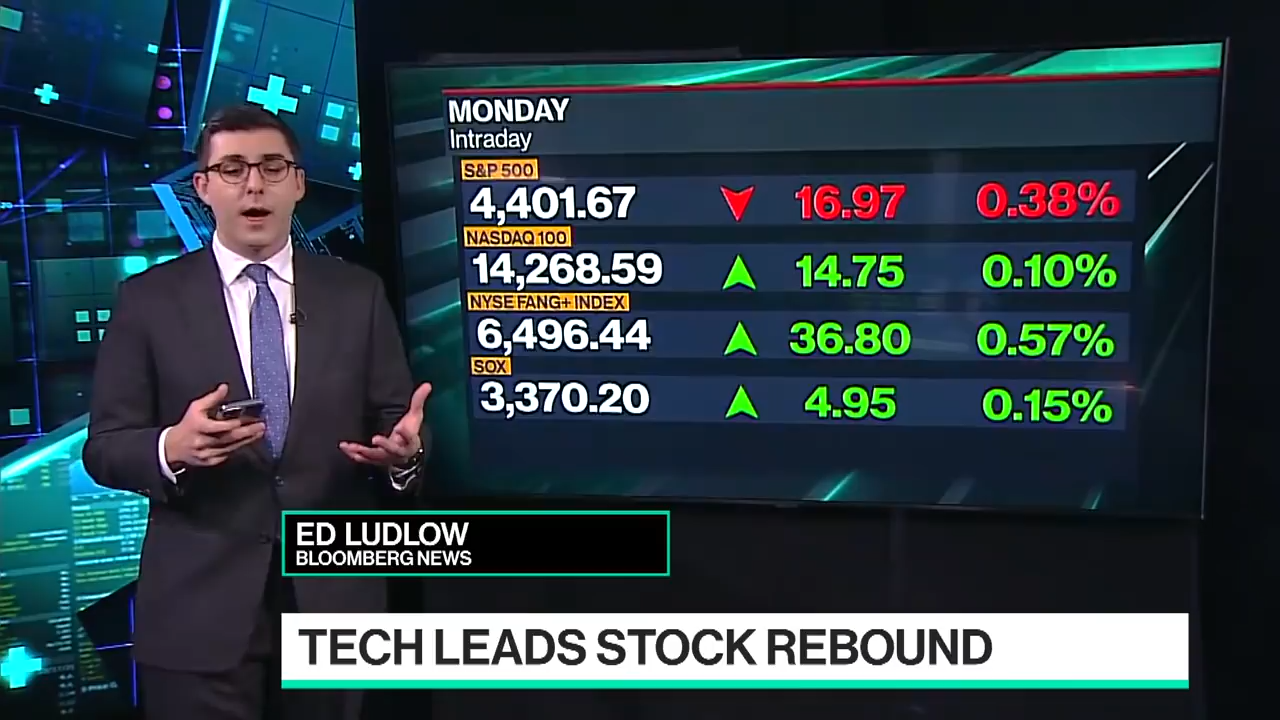 MONDAY
Intraday
S&P 500
4,401.67 16.97 0.38%
NASDAQ 100
14,268.59 14.75 0.10%
NYSE FANG+ INDEX
6,496.44 36.80 0.57%
SOX
3,370.20 4.95 0.15%
ED LUDLOW
BLOOMBERG NEWS
TECH LEADS STOCK REBOUND